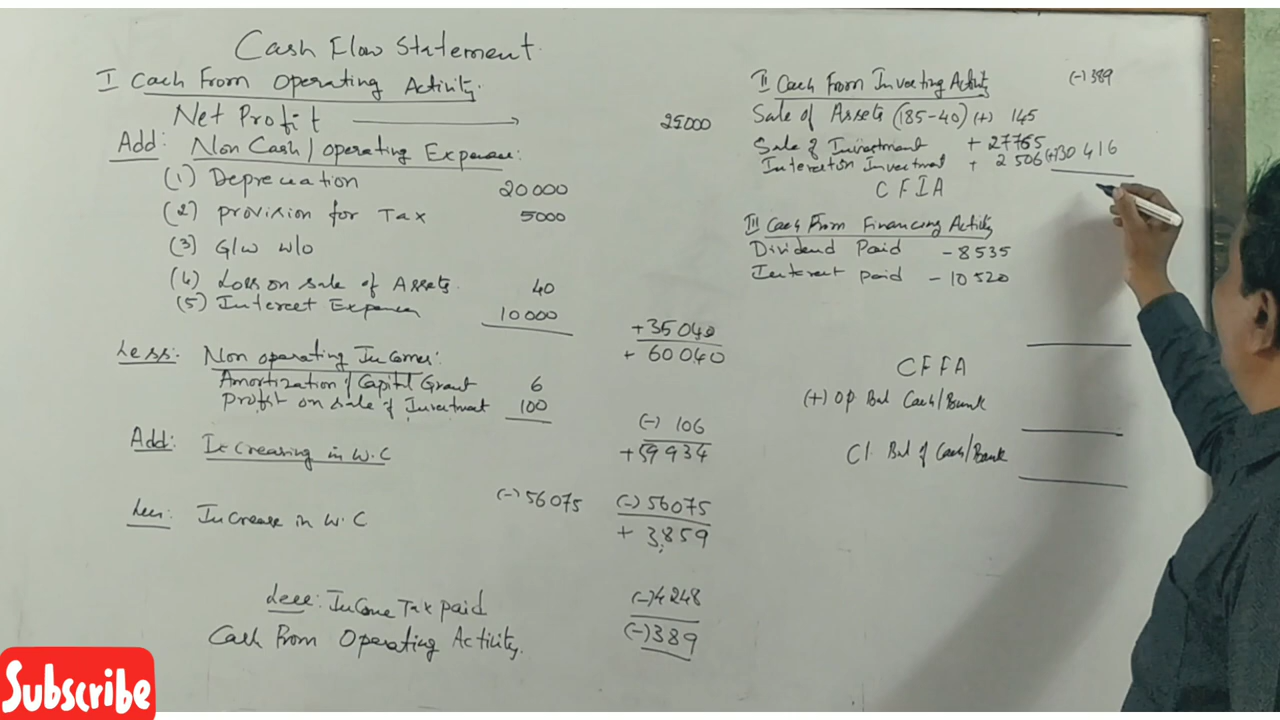 Cash Flow Statement
I Cash From Operating Activity.
Net Profit 25000
Add: Non Cash/operating Expense:
(1) Depreciation 20000
(2) provision for Tax 5000
(3) G/w w/o
(4) Loss on sale of Assets. 40
(5) Interest Expense 10000
+35040
+ 60040
Less: Non operating Incomes:
Amortization of Capital Grant 6
Profit on sale of Investment 100
(-) 106
Add: Decreasing in W.C +59934
Less: Increase in W.C (-) 56075 (-) 56075
+ 3,859
Less: Income Tax paid (-) 4248
Cash From Operating Activity. (-) 389
II Cash From Investing Activity (-) 389
Sale of Assets (185-40) (+) 145
Sale of Investment + 27765
Interest on Investment + 2506 (+) 30416
CFIA
III Cash From Financing Activity
Dividend Paid - 8535
Interest paid - 10520
CFFA
(+) Op Bal Cash/Bank
Cl. Bal of Cash/Bank
Subscribe